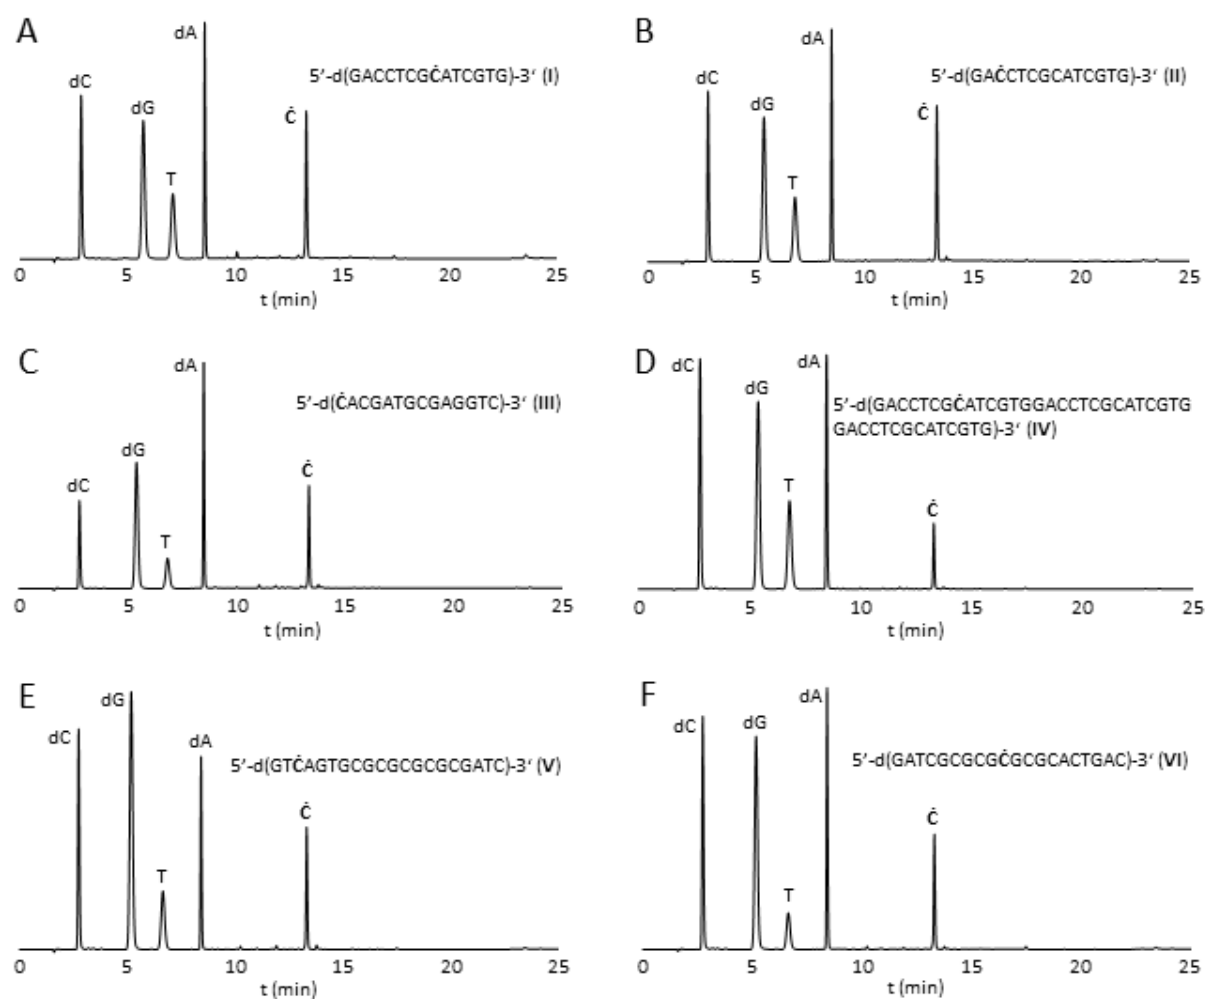 A
dC
dG
T
dA
Ċ
5′-d(GACCTCGĊATCGTG)-3‘ (I)
0 5 10 15 20 25
t (min)
B
dC
dG
T
dA
Ċ
5′-d(GAĊCTCGCATCGTG)-3‘ (II)
0 5 10 15 20 25
t (min)
C
dC
dG
T
dA
Ċ
5′-d(ĊACGATGCGAGGTC)-3‘ (III)
0 5 10 15 20 25
t (min)
D
dC
dG
T
dA
Ċ
5′-d(GACCTCGĊATCGTGGACCTCGCATCGTG
GACCTCGCATCGTG)-3‘ (IV)
0 5 10 15 20 25
t (min)
E
dC
dG
T
dA
Ċ
5′-d(GTĊAGTGCGCGCGCGCGATC)-3‘ (V)
0 5 10 15 20 25
t (min)
F
dC
dG
T
dA
Ċ
5′-d(GATCGCGCGĊGCGCACTGAC)-3‘ (VI)
0 5 10 15 20 25
t (min)